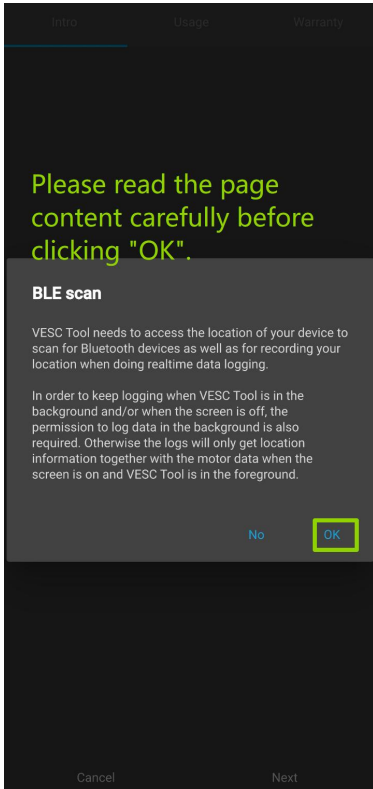 Intro Usage Warranty
Please read the page
content carefully before
clicking "OK".
BLE scan
VESC Tool needs to access the location of your device to
scan for Bluetooth devices as well as for recording your
location when doing realtime data logging.
In order to keep logging when VESC Tool is in the
background and/or when the screen is off, the
permission to log data in the background is also
required. Otherwise the logs will only get location
information together with the motor data when the
screen is on and VESC Tool is in the foreground.
No OK
Cancel Next